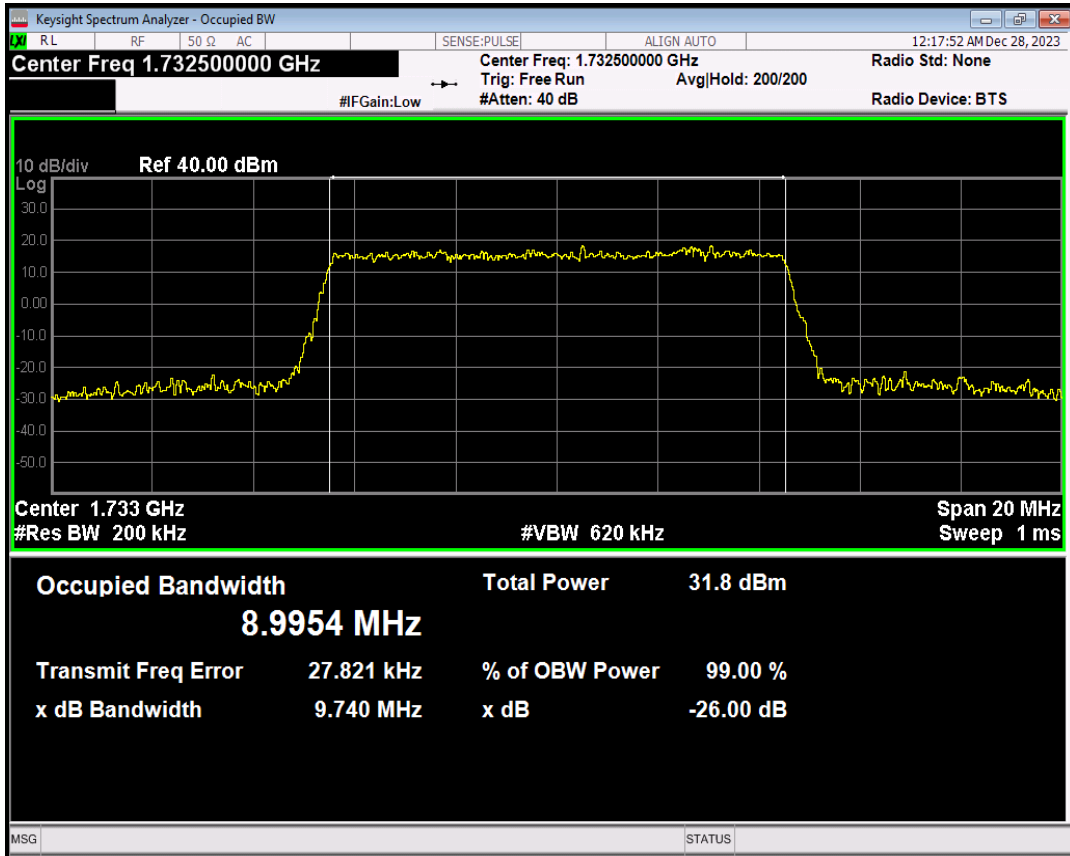 Keysight Spectrum Analyzer - Occupied BW
LXI RL RF 50 Ω AC SENSE:PULSE ALIGN AUTO 12:17:52 AM Dec 28, 2023
Center Freq 1.732500000 GHz
Center Freq: 1.732500000 GHz
Radio Std: None
Trig: Free Run Avg|Hold: 200/200
#IFGain:Low #Atten: 40 dB Radio Device: BTS
10 dB/div Ref 40.00 dBm
Log
30.0
20.0
10.0
0.00
-10.0
-20.0
-30.0
-40.0
-50.0
Center 1.733 GHz Span 20 MHz
#Res BW 200 kHz #VBW 620 kHz Sweep 1 ms
Occupied Bandwidth Total Power 31.8 dBm
8.9954 MHz
Transmit Freq Error 27.821 kHz % of OBW Power 99.00 %
x dB Bandwidth 9.740 MHz x dB -26.00 dB
MSG STATUS